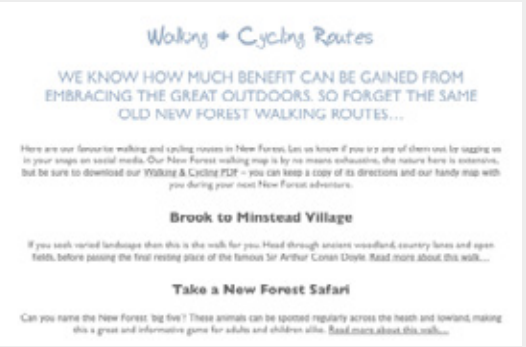 Walking & Cycling Routes
WE KNOW HOW MUCH BENEFIT CAN BE GAINED FROM
EMBRACING THE GREAT OUTDOORS. SO FORGET THE SAME
OLD NEW FOREST WALKING ROUTES...
Here are our favourite walking and cycling routes in New Forest. Let us know if you try any of them out by tagging us
in your snaps on social media. Our New Forest walking map is by no means exhaustive, the nature here is extensive,
but be sure to download our Walking & Cycling PDF – you can keep a copy of its directions and our handy map with
you during your next New Forest adventure.
Brook to Minstead Village
If you seek varied landscape then this is the walk for you. Head through ancient woodland, country lanes and open
fields, before passing the final resting place of the famous Sir Arthur Conan Doyle. Read more about this walk....
Take a New Forest Safari
Can you name the New Forest 'big five'? These animals can be spotted regularly across the heath and lowland, making
this a great and informative game for adults and children alike. Read more about this walk....